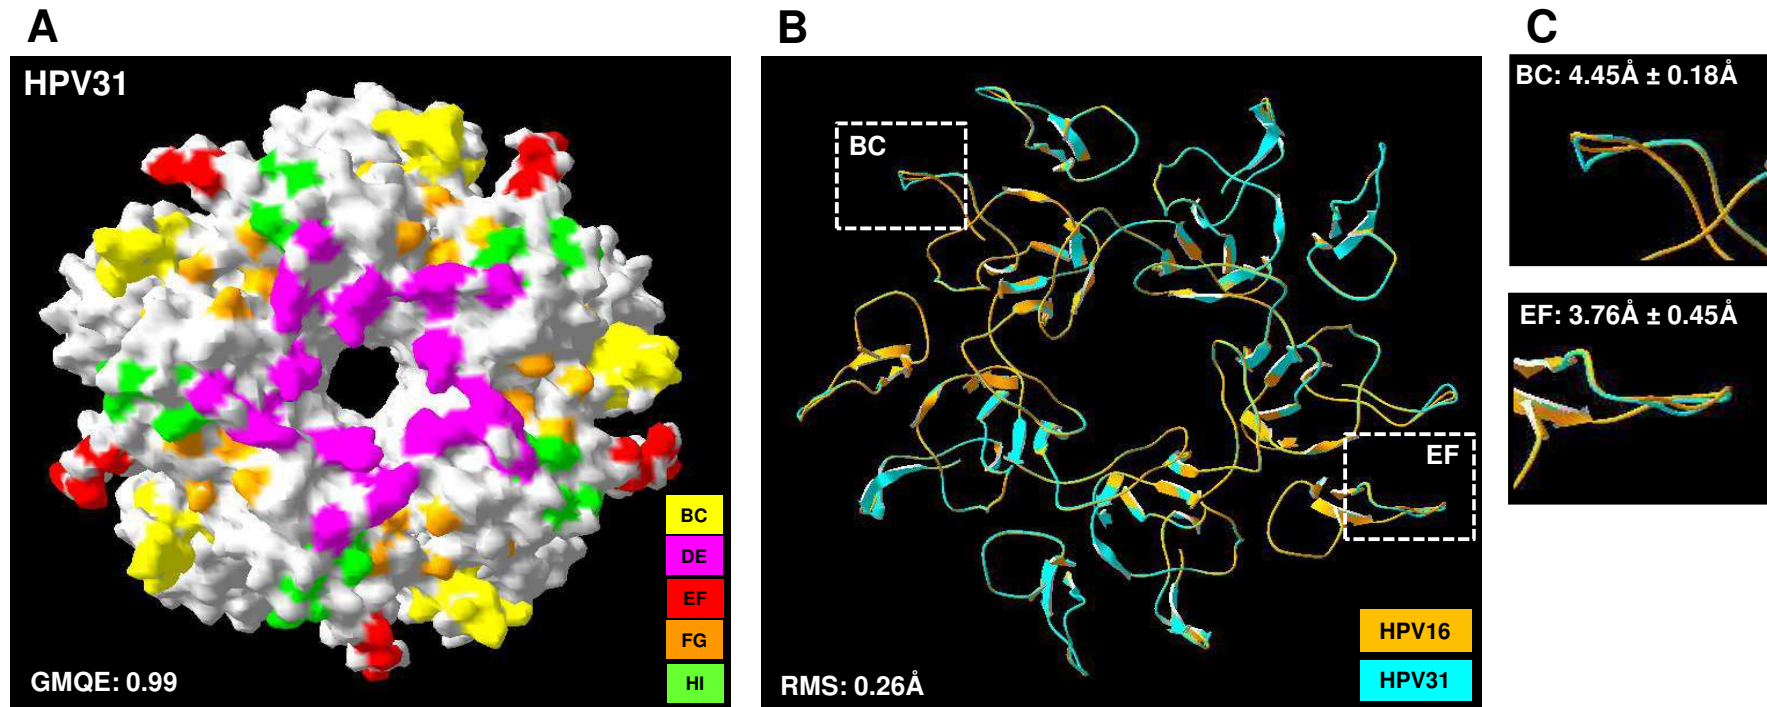 A
HPV31
BC
DE
EF
FG
HI
GMQE: 0.99
B
BC
EF
HPV16
HPV31
RMS: 0.26Å
C
BC: 4.45Å ± 0.18Å
EF: 3.76Å ± 0.45Å